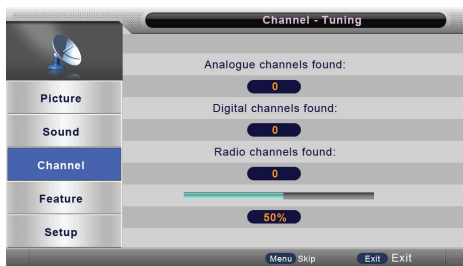 Channel - Tuning
Picture
Sound
Channel
Feature
Setup
Analogue channels found:
0
Digital channels found:
0
Radio channels found:
0
50%
Menu Skip Exit Exit